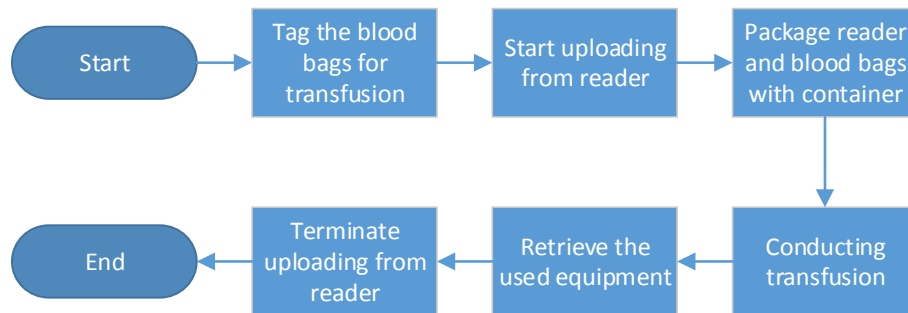 Start
Tag the blood
bags for
transfusion
Start uploading
from reader
Package reader
and blood bags
with container
Conducting
transfusion
Retrieve the
used equipment
Terminate
uploading from
reader
End